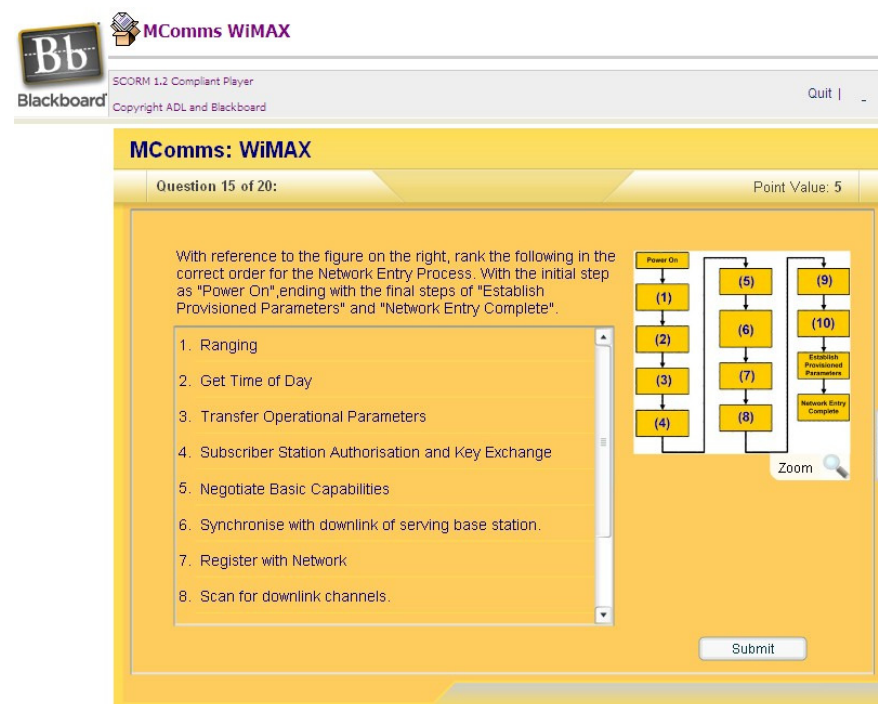 MComms WiMAX
Bb
Blackboard
SCORM 1.2 Compliant Player
Copyright ADL and Blackboard
Quit | _
MComms: WiMAX
Question 15 of 20:
Point Value: 5
With reference to the figure on the right, rank the following in the
correct order for the Network Entry Process. With the initial step
as "Power On",ending with the final steps of "Establish
Provisioned Parameters" and "Network Entry Complete".
1. Ranging
2. Get Time of Day
3. Transfer Operational Parameters
4. Subscriber Station Authorisation and Key Exchange
5. Negotiate Basic Capabilities
6. Synchronise with downlink of serving base station.
7. Register with Network
8. Scan for downlink channels.
Power On
(1)
(2)
(3)
(4)
(5)
(6)
(7)
(8)
(9)
(10)
Establish
Provisioned
Parameters
Network Entry
Complete
Zoom
Submit